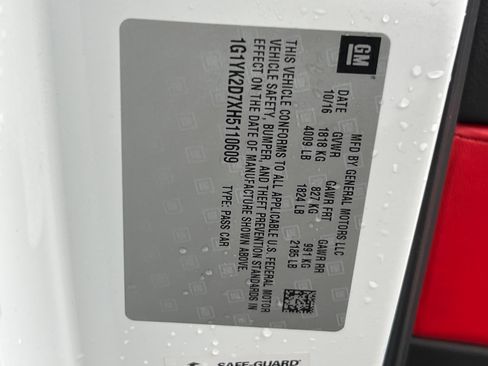 GM
MFD BY GENERAL MOTORS LLC
DATE GVWR GAWR FRT GAWR RR
10/16 1818 KG 827 KG 991 KG
4009 LB 1824 LB 2185 LB
THIS VEHICLE CONFORMS TO ALL APPLICABLE U.S. FEDERAL MOTOR
VEHICLE SAFETY, BUMPER, AND THEFT PREVENTION STANDARDS IN
EFFECT ON THE DATE OF MANUFACTURE SHOWN ABOVE.
1G1YK2D7XH5110609 TYPE: PASS CAR
SAFE-GUARD